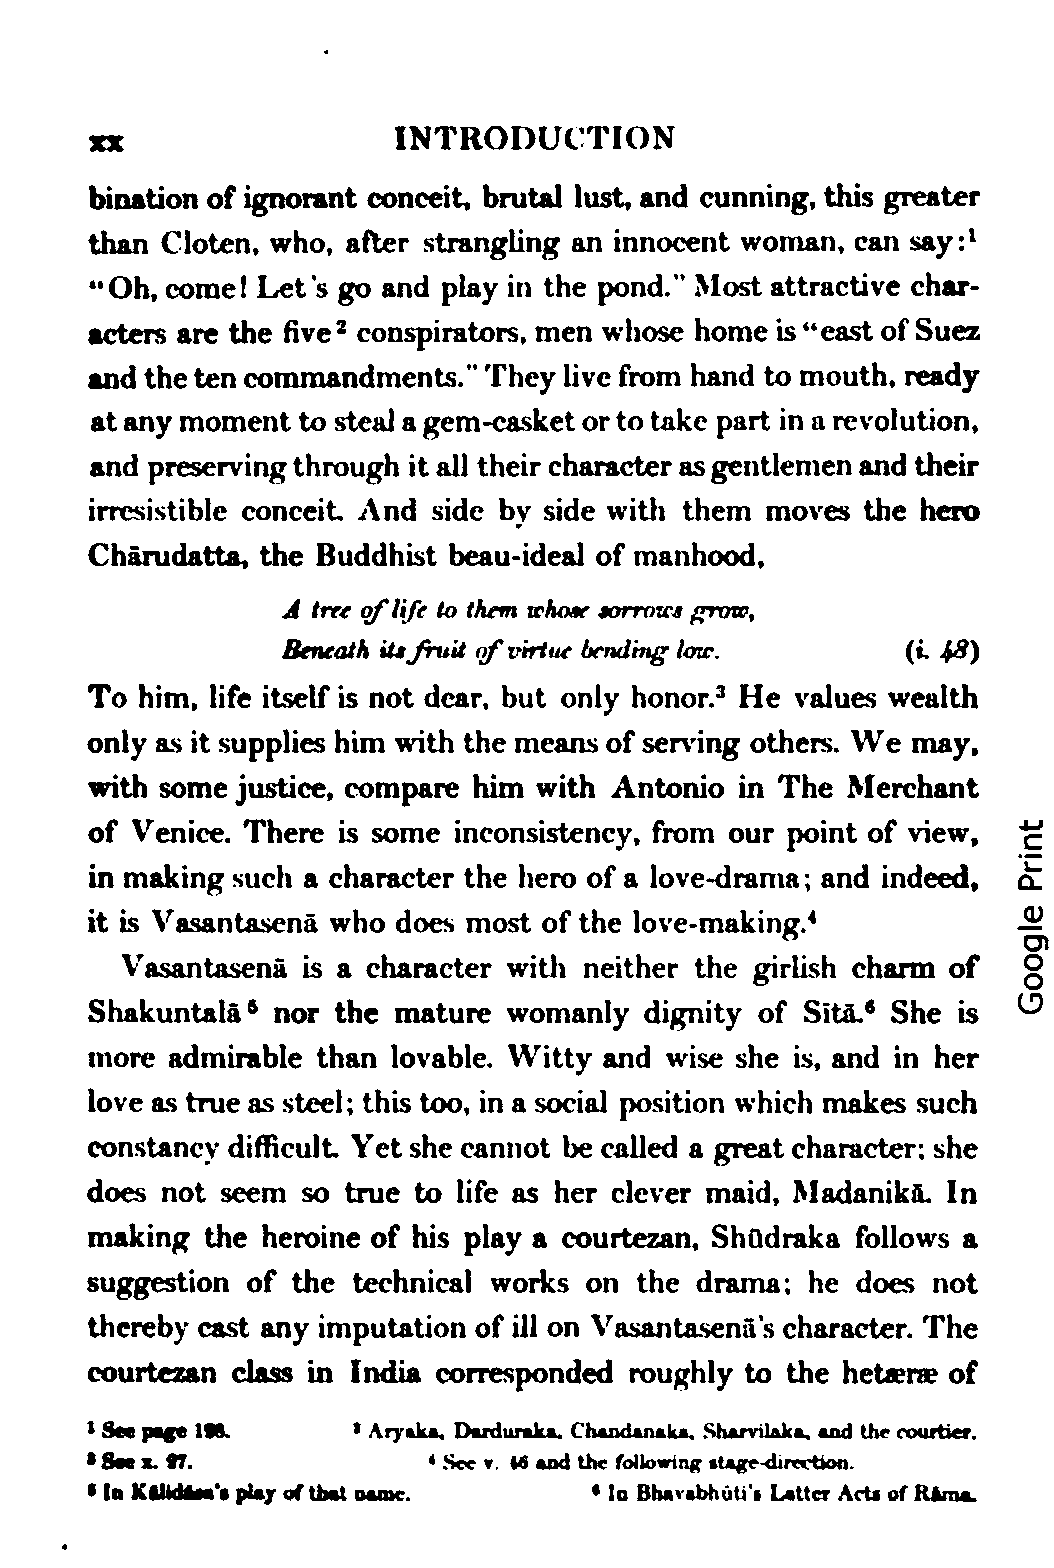 xx INTRODUCTION
bination of ignorant conceit, brutal lust, and cunning, this greater
than Cloten, who, after strangling an innocent woman, can say:¹
"Oh, come! Let's go and play in the pond." Most attractive char-
acters are the five² conspirators, men whose home is "east of Suez
and the ten commandments." They live from hand to mouth, ready
at any moment to steal a gem-casket or to take part in a revolution,
and preserving through it all their character as gentlemen and their
irresistible conceit. And side by side with them moves the hero
Chārudatta, the Buddhist beau-ideal of manhood,
A tree of life to them whose sorrows grow,
Beneath its fruit of virtue bending low. (i. 48)
To him, life itself is not dear, but only honor.³ He values wealth
only as it supplies him with the means of serving others. We may,
with some justice, compare him with Antonio in The Merchant
of Venice. There is some inconsistency, from our point of view,
in making such a character the hero of a love-drama; and indeed,
it is Vasantasenā who does most of the love-making.⁴
Vasantasenā is a character with neither the girlish charm of
Shakuntalā⁵ nor the mature womanly dignity of Sītā.⁶ She is
more admirable than lovable. Witty and wise she is, and in her
love as true as steel; this too, in a social position which makes such
constancy difficult. Yet she cannot be called a great character; she
does not seem so true to life as her clever maid, Madanikā. In
making the heroine of his play a courtezan, Shūdraka follows a
suggestion of the technical works on the drama; he does not
thereby cast any imputation of ill on Vasantasenā's character. The
courtezan class in India corresponded roughly to the hetæræ of
¹ See page ² Aryaka, Darduraka, Chandanaka, Sharvilaka, and the courtier.
³ See x. 27. ⁴ See v. 46 and the following stage-direction.
⁵ In Kālidāsa's play of that name. ⁶ In Bhavabhūti's Latter Acts of Rāma.
Google Print